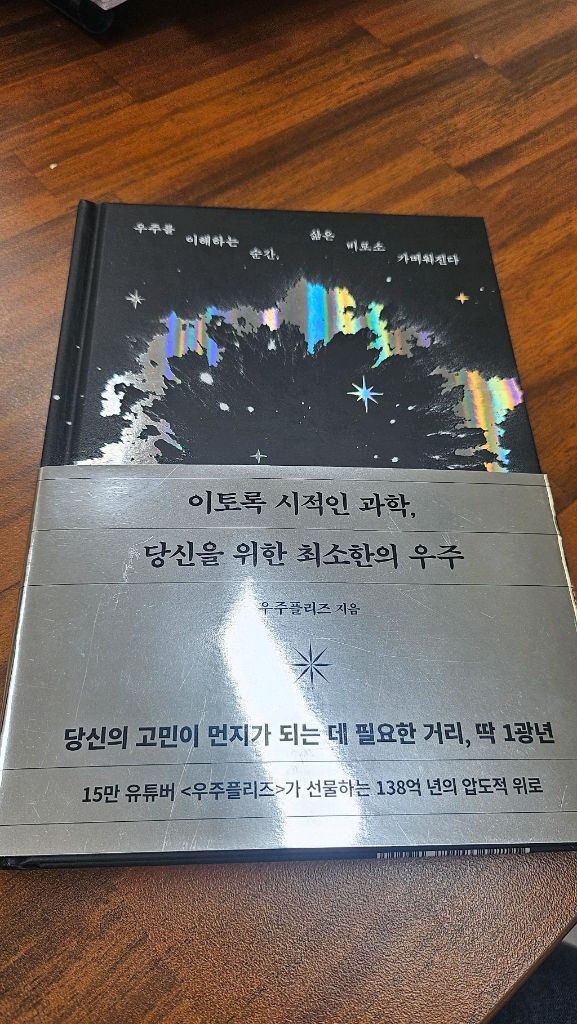 우주를 이해하는 순간, 삶은 비로소 가벼워진다
이토록 시적인 과학,
당신을 위한 최소한의 우주
우주플리즈 지음
당신의 고민이 먼지가 되는 데 필요한 거리, 딱 1광년
15만 유튜버 <우주플리즈>가 선물하는 138억 년의 압도적 위로